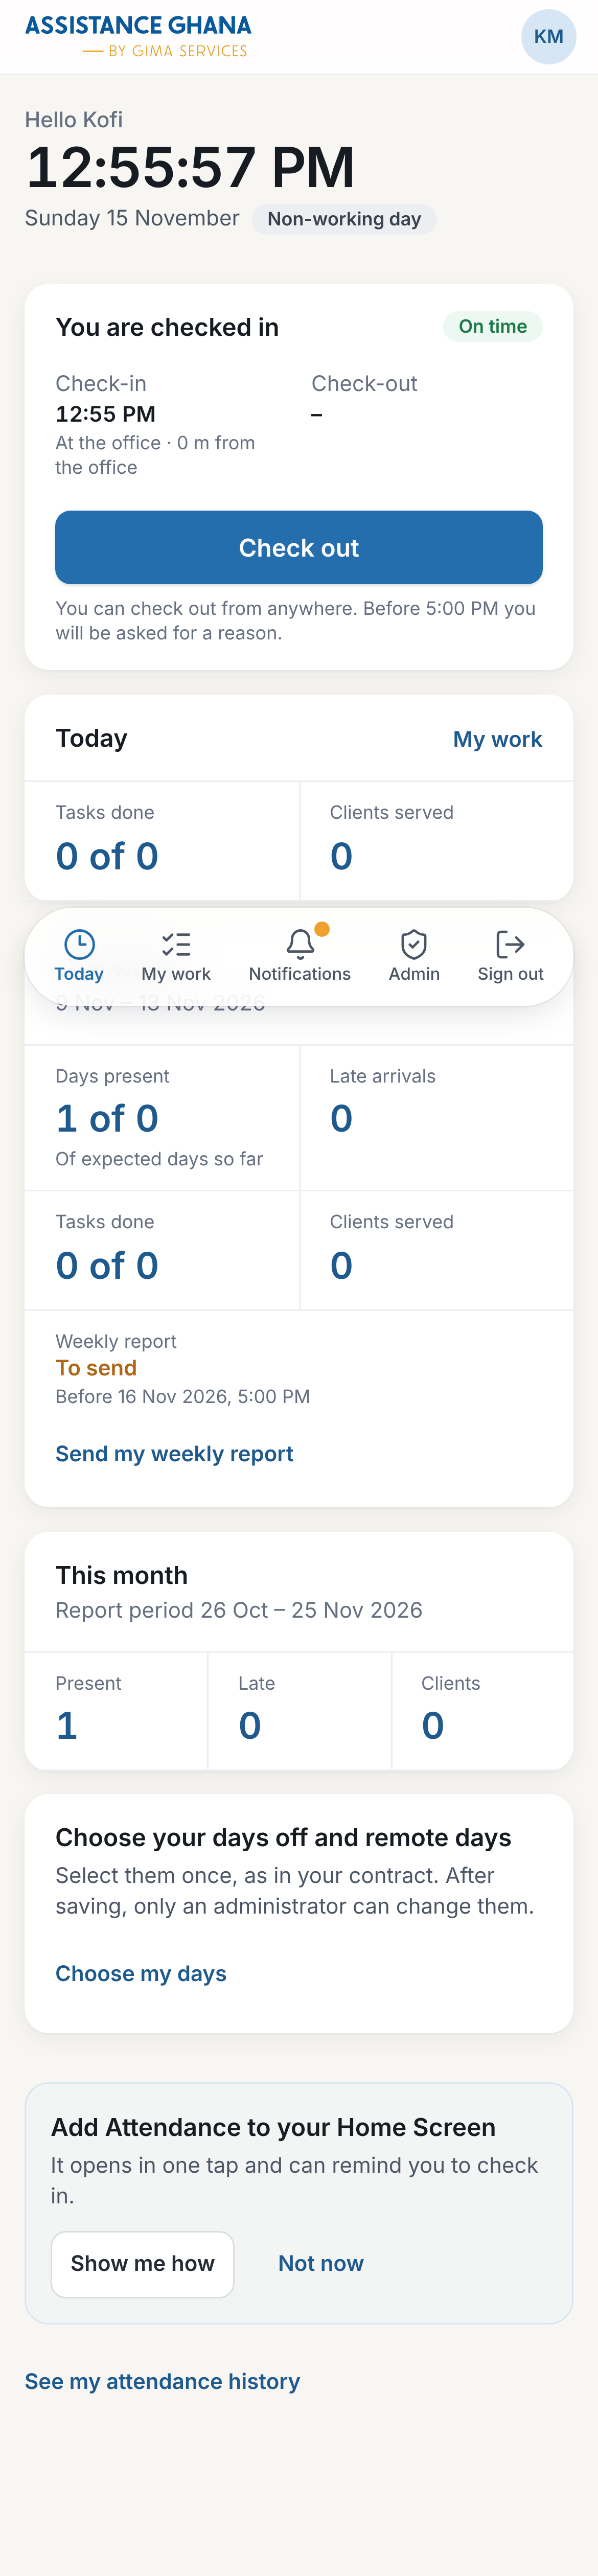 ASSISTANCE GHANA
BY GIMA SERVICES
KM
Hello Kofi
12:55:57 PM
Sunday 15 November
Non-working day
You are checked in
On time
Check-in
Check-out
12:55 PM
–
At the office · 0 m from
the office
Check out
You can check out from anywhere. Before 5:00 PM you
will be asked for a reason.
Today
My work
Tasks done
Clients served
0 of 0
0
Today
My work
Notifications
Admin
Sign out
9 Nov – 13 Nov 2026
Days present
Late arrivals
1 of 0
0
Of expected days so far
Tasks done
Clients served
0 of 0
0
Weekly report
To send
Before 16 Nov 2026, 5:00 PM
Send my weekly report
This month
Report period 26 Oct – 25 Nov 2026
Present
Late
Clients
1
0
0
Choose your days off and remote days
Select them once, as in your contract. After
saving, only an administrator can change them.
Choose my days
Add Attendance to your Home Screen
It opens in one tap and can remind you to check
in.
Show me how
Not now
See my attendance history